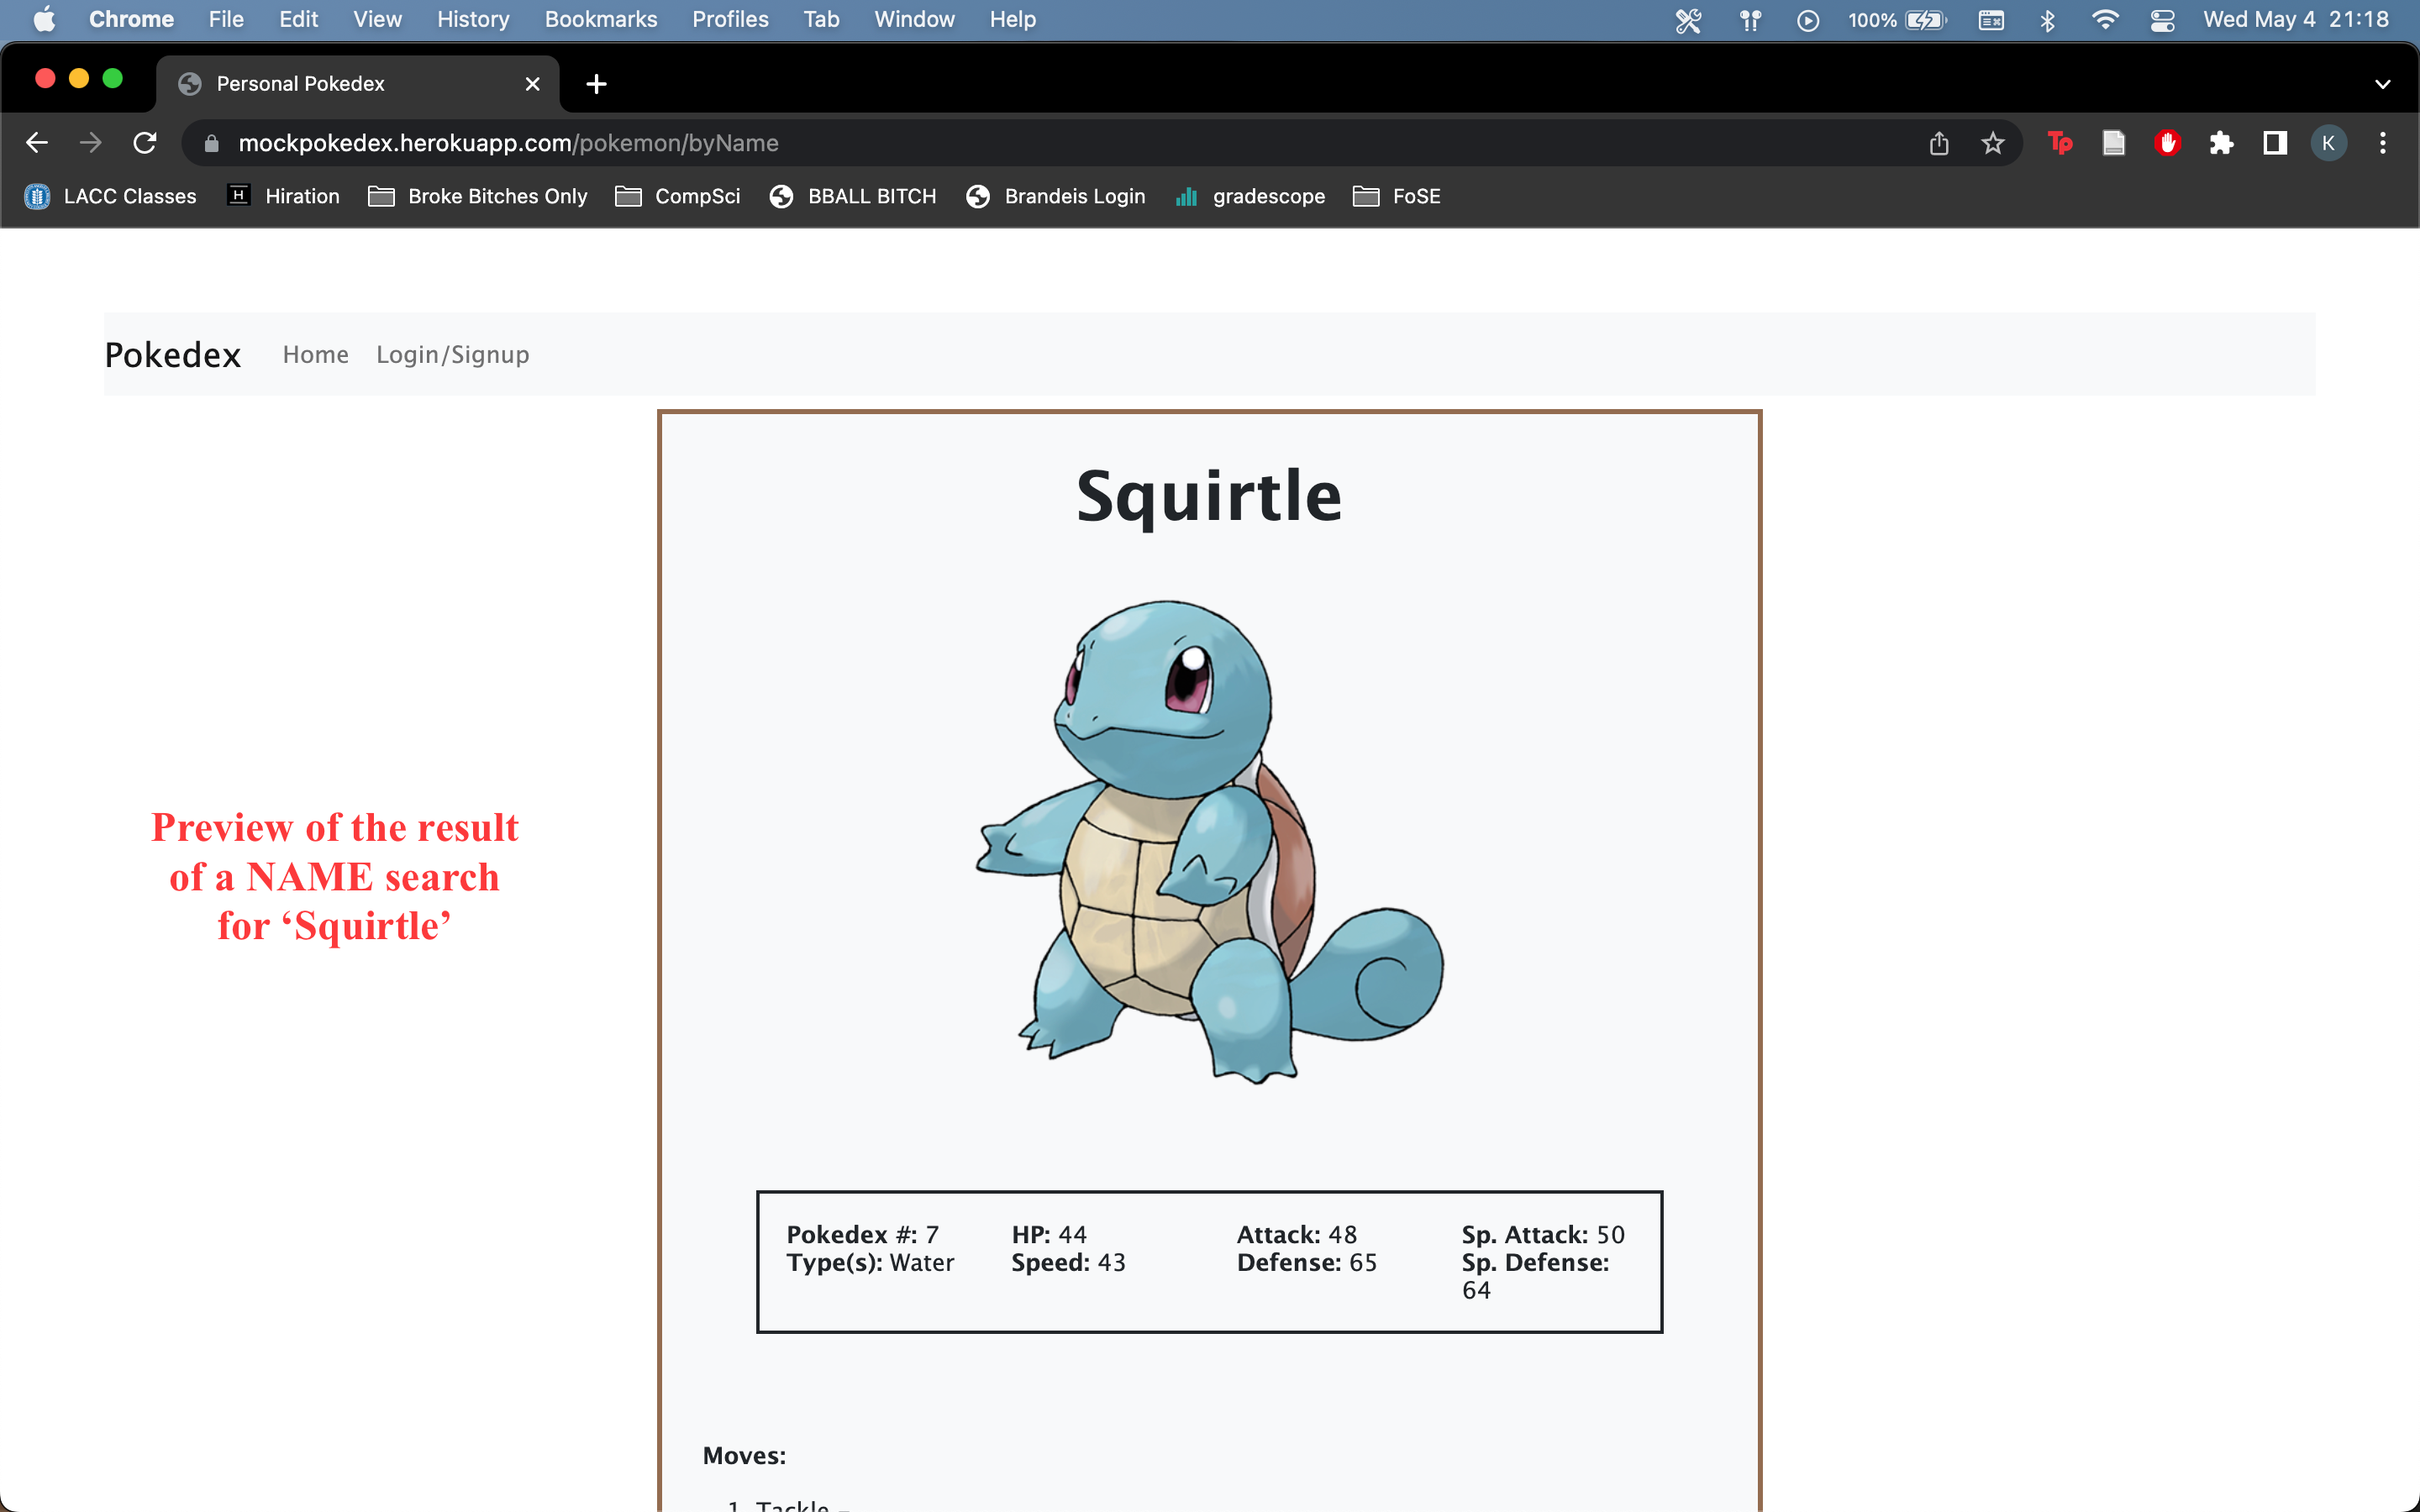 Chrome File Edit View History Bookmarks Profiles Tab Window Help 100% Wed May 4 21:18
Personal Pokedex
mockpokedex.herokuapp.com/pokemon/byName Tp K
LACC Classes H Hiration Broke Bitches Only CompSci BBALL BITCH Brandeis Login gradescope FoSE
Pokedex Home Login/Signup
Squirtle
Preview of the result
of a NAME search
for ‘Squirtle’
Pokedex #: 7 HP: 44 Attack: 48 Sp. Attack: 50
Type(s): Water Speed: 43 Defense: 65 Sp. Defense:
64
Moves:
1. Tackle –